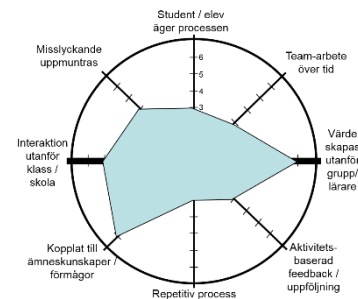 Student / elev
äger processen
Misslyckande
uppmuntras
Team-arbete
över tid
6
5
4
3
Interaktion
utanför
klass /
skola
Värde
skapas
utanför
grupp/
lärare
Kopplat till
ämneskunskaper /
förmågor
Aktivitets-
baserad
feedback /
uppföljning
Repetitiv process